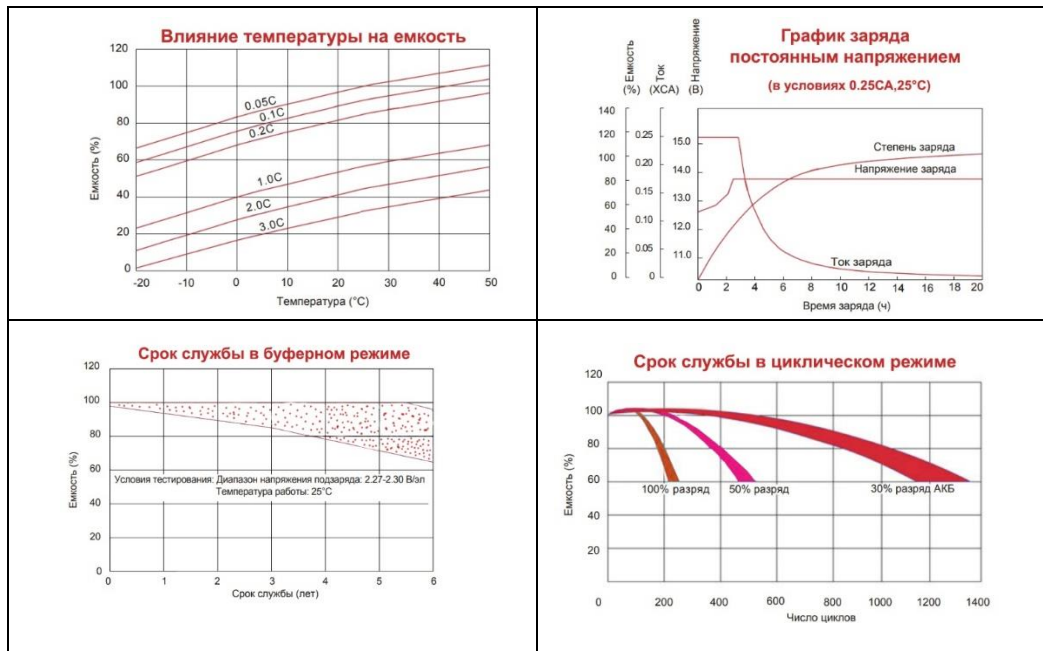 Влияние температуры на емкость
Емкость (%)
120
100
80
60
40
20
0
0.05C
0.1C
0.2C
1.0C
2.0C
3.0C
-20 -10 0 10 20 30 40 50
Температура (°C)
График заряда
постоянным напряжением
(в условиях 0.25CA,25°C)
Емкость
(%)
Ток
(XCA)
Напряжение
(В)
140
120
100
80
60
40
20
0
0.25
0.20
0.15
0.10
0.05
0
15.0
14.0
13.0
12.0
11.0
Степень заряда
Напряжение заряда
Ток заряда
0 2 4 6 8 10 12 14 16 18 20
Время заряда (ч)
Срок службы в буферном режиме
Емкость (%)
120
100
80
60
40
20
0
Условия тестирования: Диапазон напряжения подзаряда: 2.27-2.30 В/эл
Температура работы: 25°C
0 1 2 3 4 5 6
Срок службы (лет)
Срок службы в циклическом режиме
Емкость (%)
120
100
80
60
40
20
100% разряд
50% разряд
30% разряд АКБ
0 200 400 600 800 1000 1200 1400
Число циклов